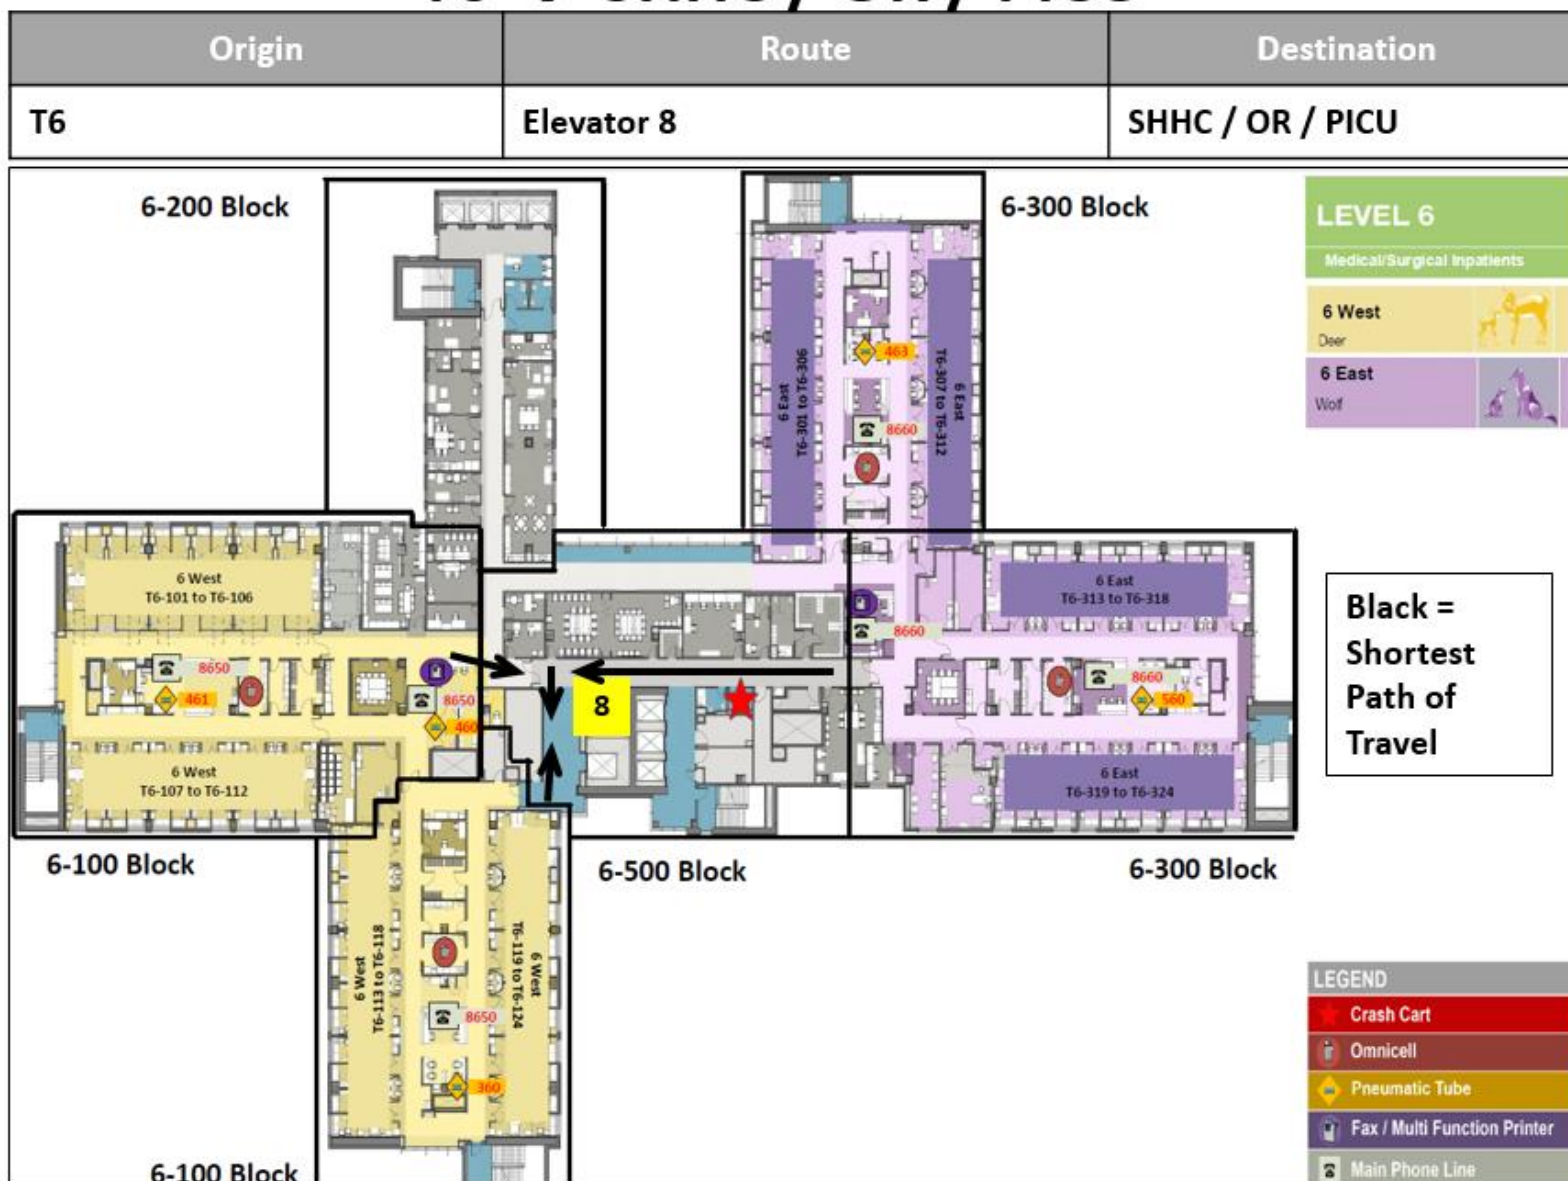 Origin
Route
Destination
T6
Elevator 8
SHHC / OR / PICU
6-200 Block
6-300 Block
LEVEL 6
Medical/Surgical Inpatients
6 West
Deer
6 East
Wolf
6 East
T6-301 to T6-306
6 East
T6-307 to T6-312
463
8660
6 West
T6-101 to T6-106
6 East
T6-313 to T6-318
Black =
Shortest
Path of
Travel
8660
8650
461
8650
460
8
8660
560
6 West
T6-107 to T6-112
6 East
T6-319 to T6-324
6-100 Block
6-500 Block
6-300 Block
6 West
T6-113 to T6-118
6 West
T6-119 to T6-124
8650
360
6-100 Block
LEGEND
Crash Cart
Omnicell
Pneumatic Tube
Fax / Multi Function Printer
Main Phone Line